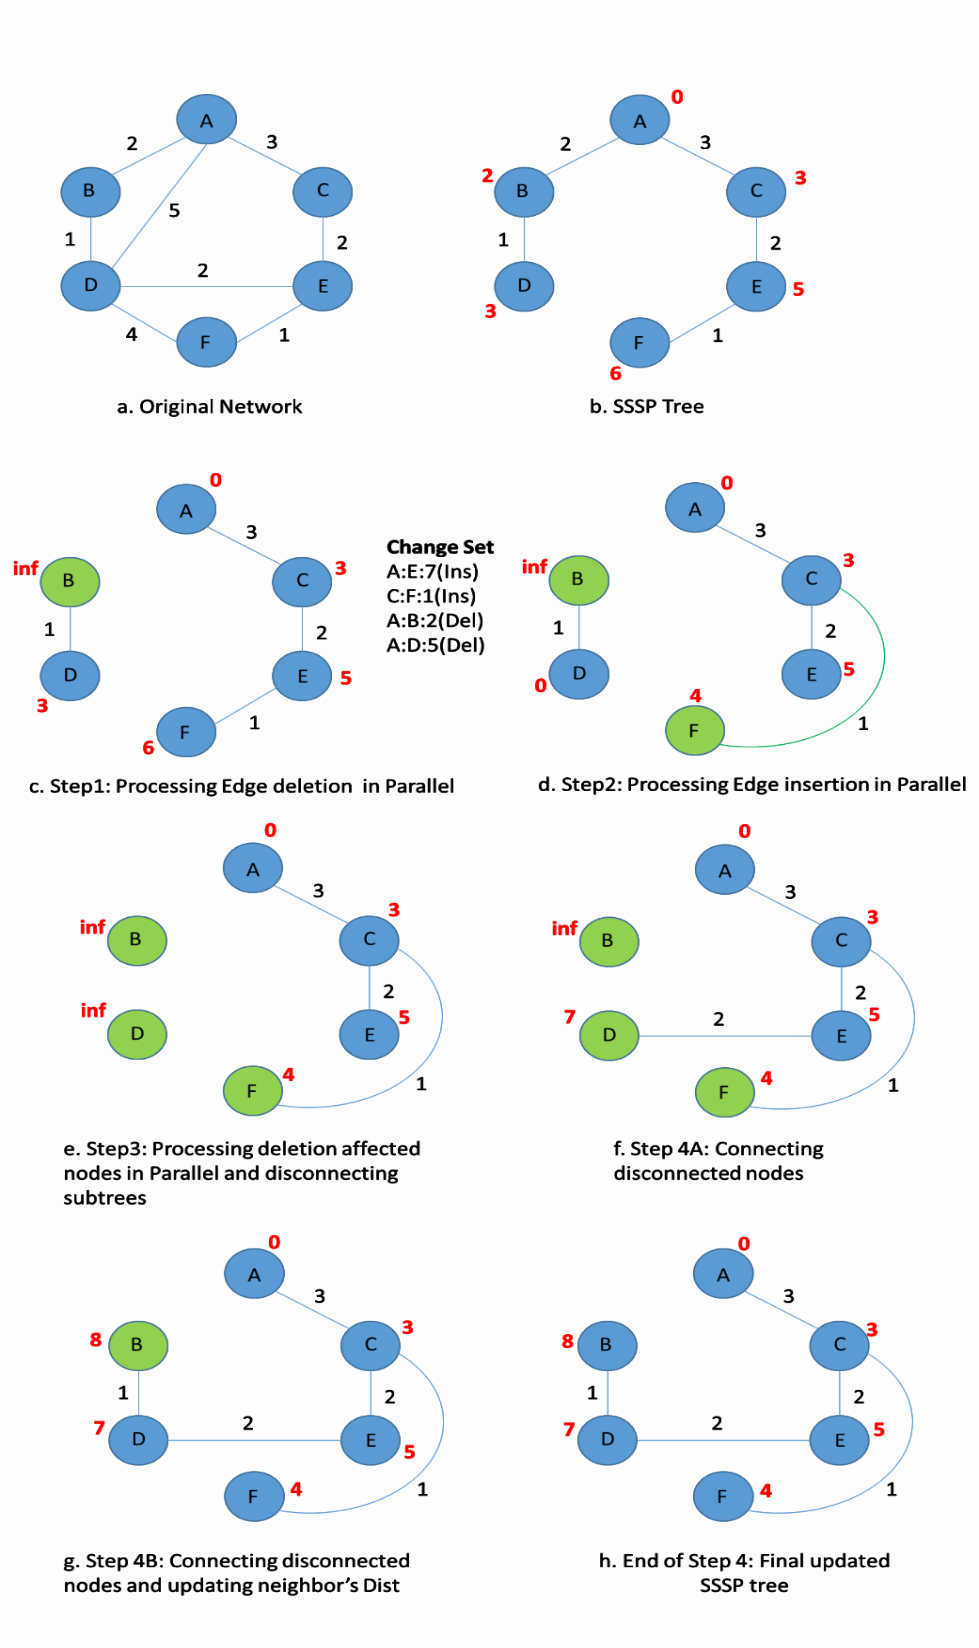 0
A
A
2
3
2
3
B
C
2
B
C
3
5
1
2
1
2
D
2
E
D
E
5
3
4
F
1
F
1
6
a. Original Network
b. SSSP Tree
0
0
A
A
3
3
Change Set
inf
B
C
3
A:E:7(Ins)
inf
B
C
3
C:F:1(Ins)
1
2
A:B:2(Del)
1
2
A:D:5(Del)
D
E
5
D
E
5
3
0
4
6
F
1
F
1
c. Step1: Processing Edge deletion in Parallel
d. Step2: Processing Edge insertion in Parallel
0
0
A
A
3
3
3
3
inf
B
C
inf
B
C
2
2
inf
D
E
5
7
D
2
E
5
F
4
1
F
4
1
e. Step3: Processing deletion affected
nodes in Parallel and disconnecting
subtrees
f. Step 4A: Connecting
disconnected nodes
0
0
A
A
3
3
8
B
C
3
8
B
C
3
1
2
1
2
7
D
2
E
5
7
D
2
E
5
F
4
1
F
4
1
g. Step 4B: Connecting disconnected
nodes and updating neighbor's Dist
h. End of Step 4: Final updated
SSSP tree